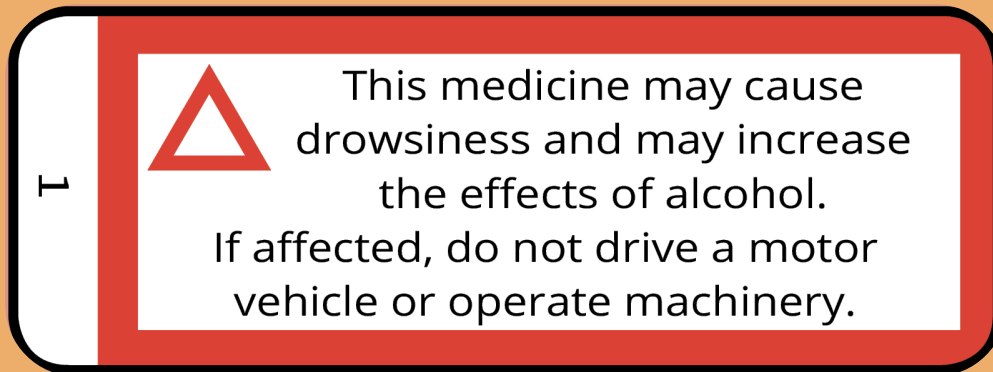 1
This medicine may cause
drowsiness and may increase
the effects of alcohol.
If affected, do not drive a motor
vehicle or operate machinery.